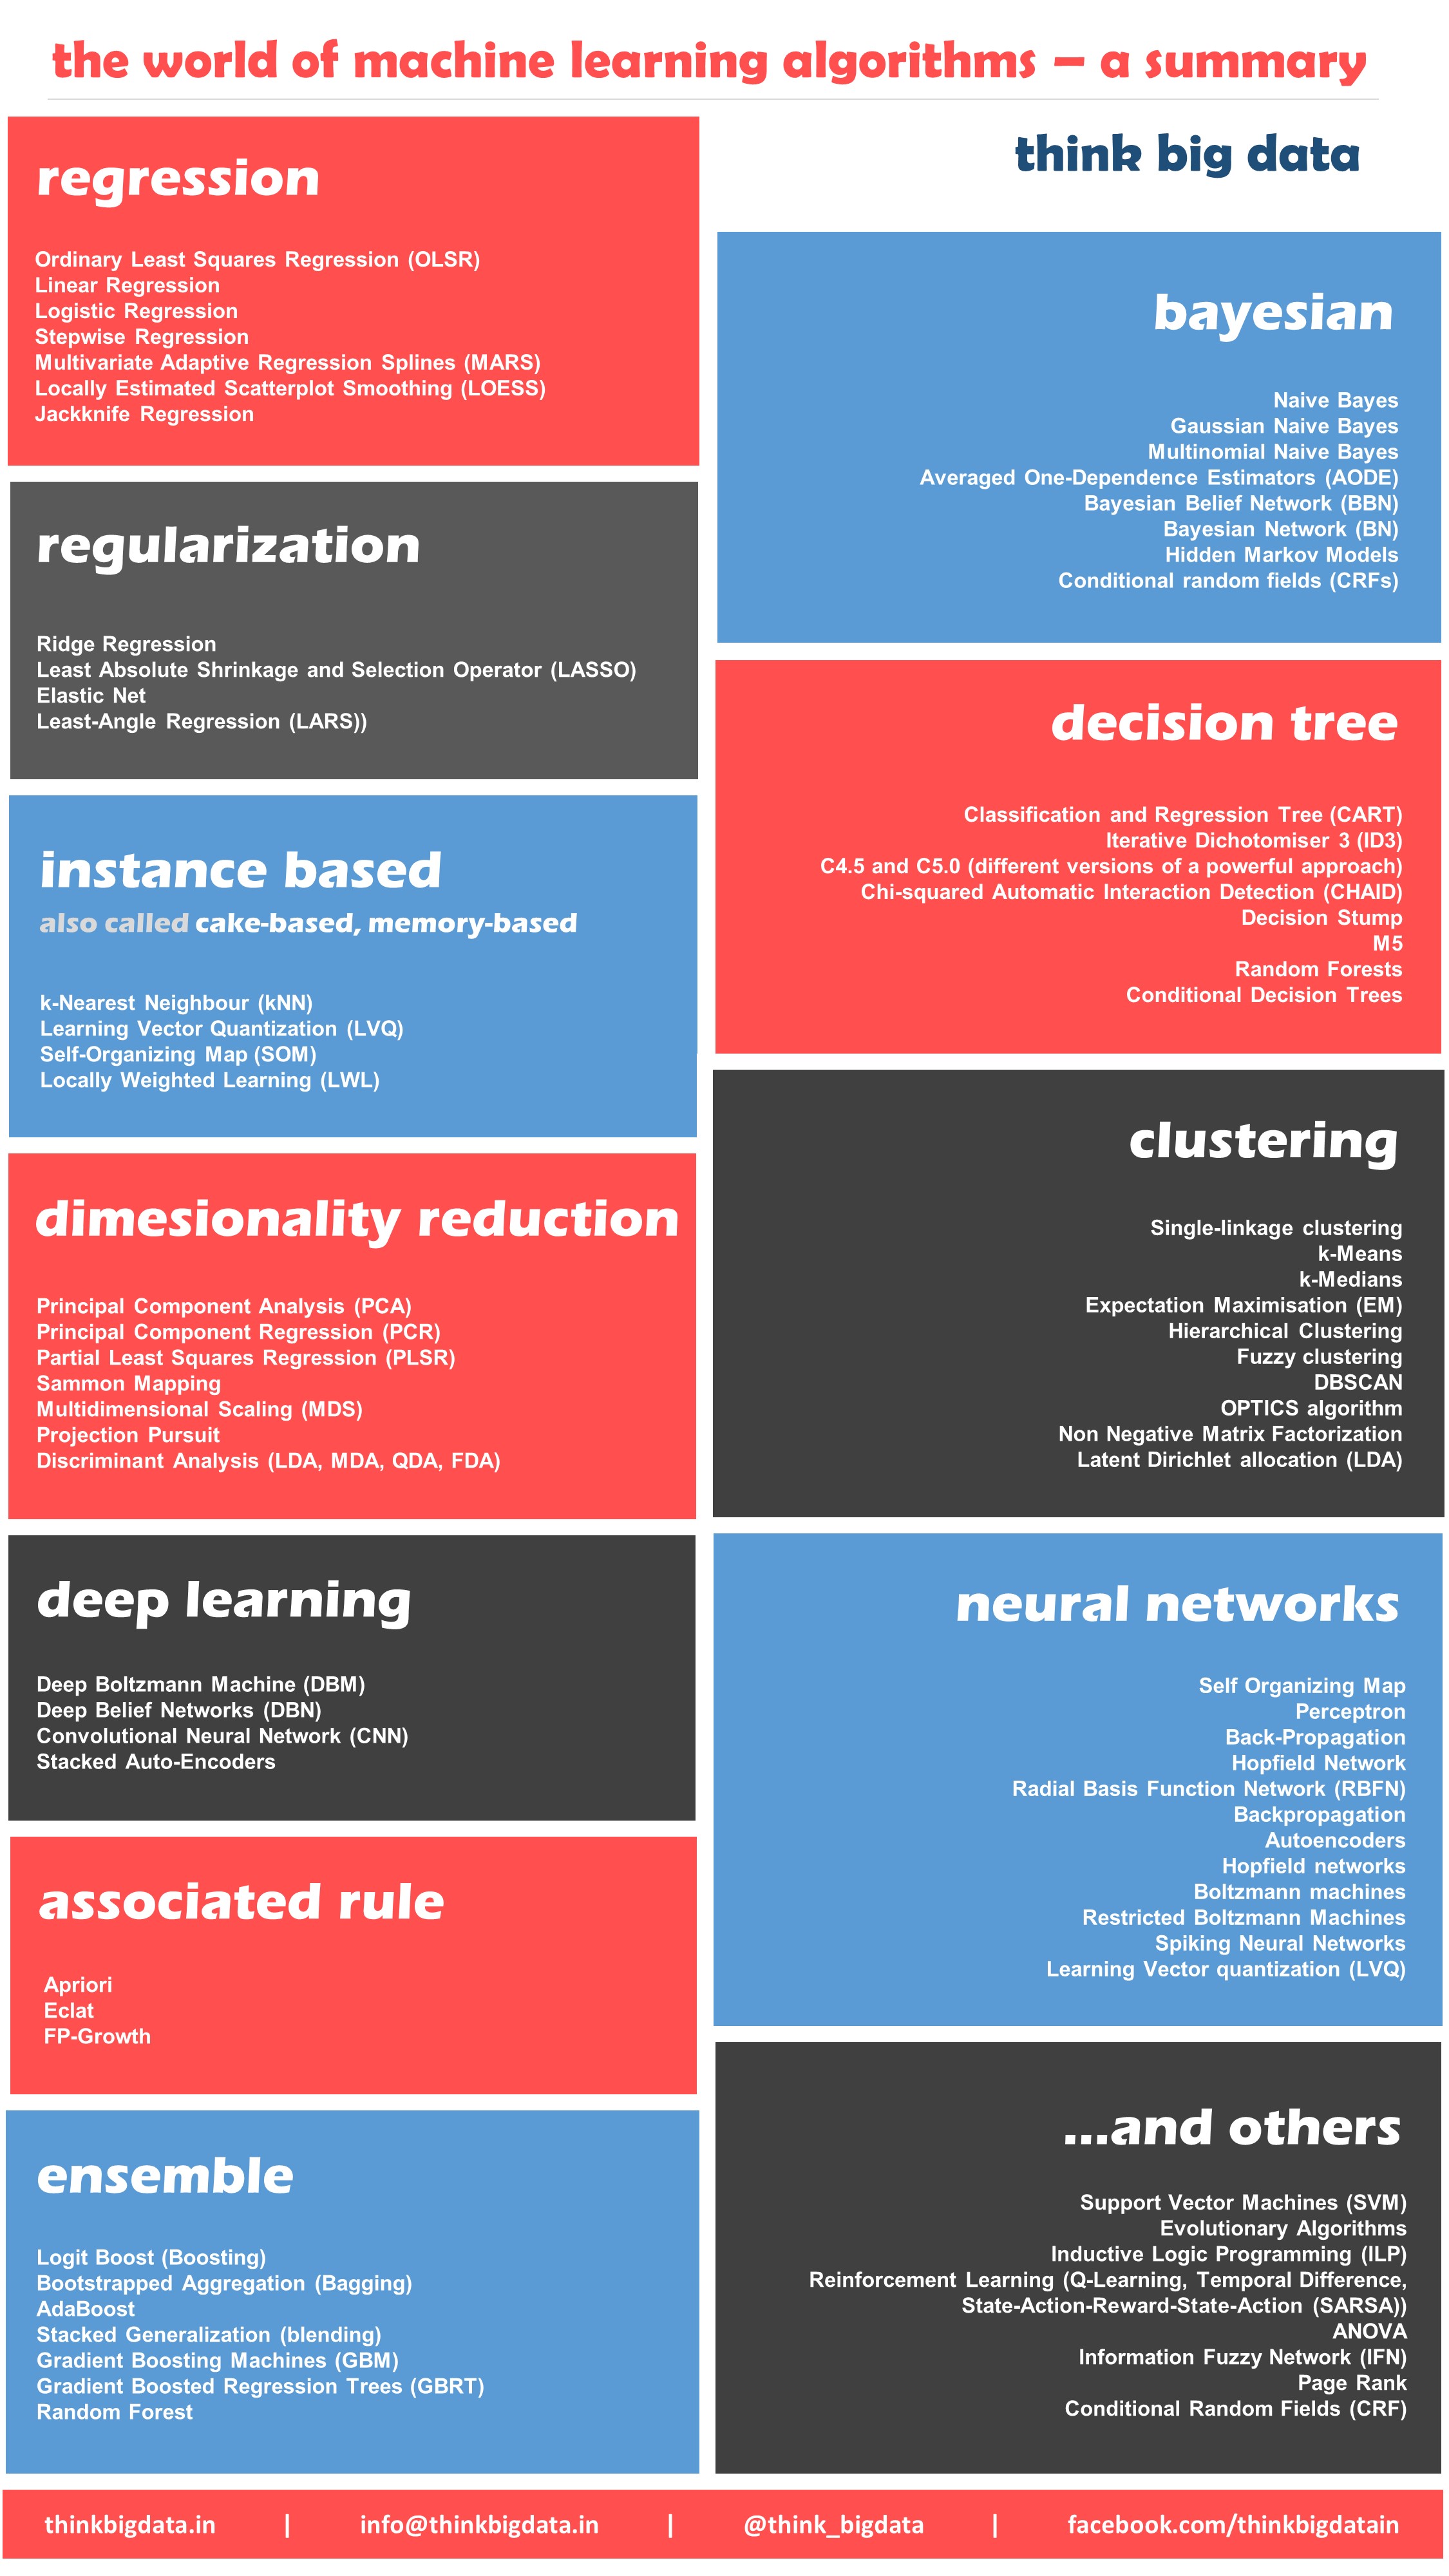 the world of machine learning algorithms – a summary
think big data
regression
Ordinary Least Squares Regression (OLSR)
Linear Regression
Logistic Regression
Stepwise Regression
Multivariate Adaptive Regression Splines (MARS)
Locally Estimated Scatterplot Smoothing (LOESS)
Jackknife Regression
regularization
Ridge Regression
Least Absolute Shrinkage and Selection Operator (LASSO)
Elastic Net
Least-Angle Regression (LARS))
instance based
also called cake-based, memory-based
k-Nearest Neighbour (kNN)
Learning Vector Quantization (LVQ)
Self-Organizing Map (SOM)
Locally Weighted Learning (LWL)
dimesionality reduction
Principal Component Analysis (PCA)
Principal Component Regression (PCR)
Partial Least Squares Regression (PLSR)
Sammon Mapping
Multidimensional Scaling (MDS)
Projection Pursuit
Discriminant Analysis (LDA, MDA, QDA, FDA)
deep learning
Deep Boltzmann Machine (DBM)
Deep Belief Networks (DBN)
Convolutional Neural Network (CNN)
Stacked Auto-Encoders
associated rule
Apriori
Eclat
FP-Growth
ensemble
Logit Boost (Boosting)
Bootstrapped Aggregation (Bagging)
AdaBoost
Stacked Generalization (blending)
Gradient Boosting Machines (GBM)
Gradient Boosted Regression Trees (GBRT)
Random Forest
bayesian
Naive Bayes
Gaussian Naive Bayes
Multinomial Naive Bayes
Averaged One-Dependence Estimators (AODE)
Bayesian Belief Network (BBN)
Bayesian Network (BN)
Hidden Markov Models
Conditional random fields (CRFs)
decision tree
Classification and Regression Tree (CART)
Iterative Dichotomiser 3 (ID3)
C4.5 and C5.0 (different versions of a powerful approach)
Chi-squared Automatic Interaction Detection (CHAID)
Decision Stump
M5
Random Forests
Conditional Decision Trees
clustering
Single-linkage clustering
k-Means
k-Medians
Expectation Maximisation (EM)
Hierarchical Clustering
Fuzzy clustering
DBSCAN
OPTICS algorithm
Non Negative Matrix Factorization
Latent Dirichlet allocation (LDA)
neural networks
Self Organizing Map
Perceptron
Back-Propagation
Hopfield Network
Radial Basis Function Network (RBFN)
Backpropagation
Autoencoders
Hopfield networks
Boltzmann machines
Restricted Boltzmann Machines
Spiking Neural Networks
Learning Vector quantization (LVQ)
...and others
Support Vector Machines (SVM)
Evolutionary Algorithms
Inductive Logic Programming (ILP)
Reinforcement Learning (Q-Learning, Temporal Difference,
State-Action-Reward-State-Action (SARSA))
ANOVA
Information Fuzzy Network (IFN)
Page Rank
Conditional Random Fields (CRF)
thinkbigdata.in | info@thinkbigdata.in | @think_bigdata | facebook.com/thinkbigdatain